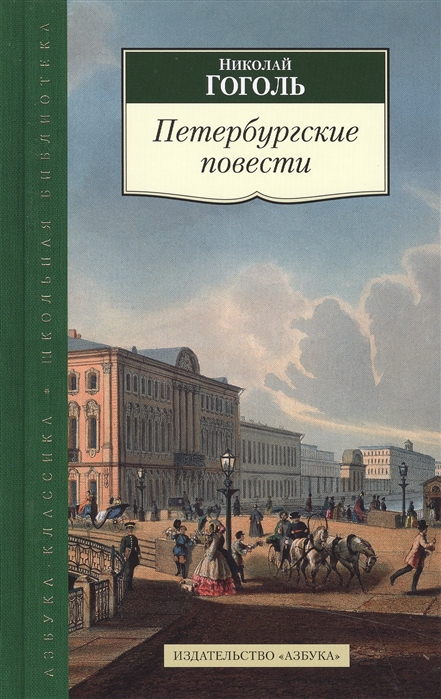 НИКОЛАЙ
ГОГОЛЬ
Петербургские
повести
АЗБУКА·КЛАССИКА • ШКОЛЬНАЯ БИБЛИОТЕКА
ИЗДАТЕЛЬСТВО «АЗБУКА»